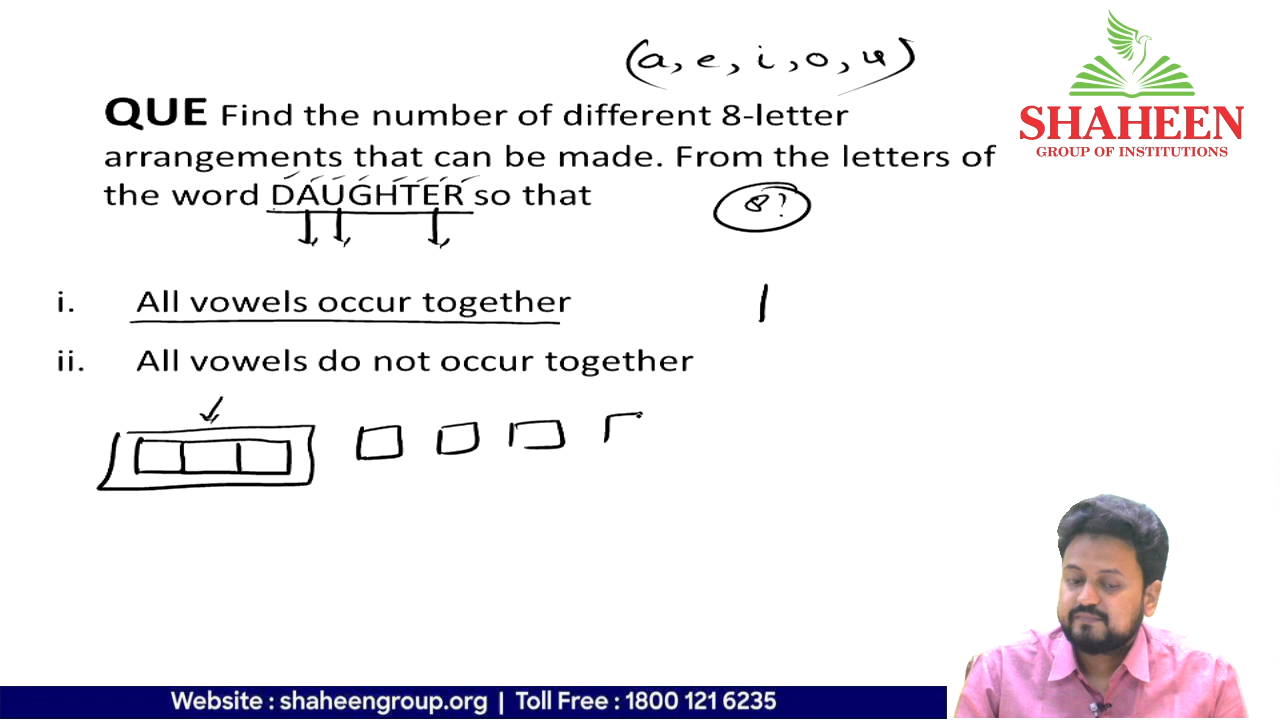 (a, e, i, o, u)
QUE Find the number of different 8-letter
arrangements that can be made. From the letters of
the word DAUGHTER so that
8!
i. All vowels occur together
ii. All vowels do not occur together
SHAHEEN
GROUP OF INSTITUTIONS
Website : shaheengroup.org | Toll Free : 1800 121 6235